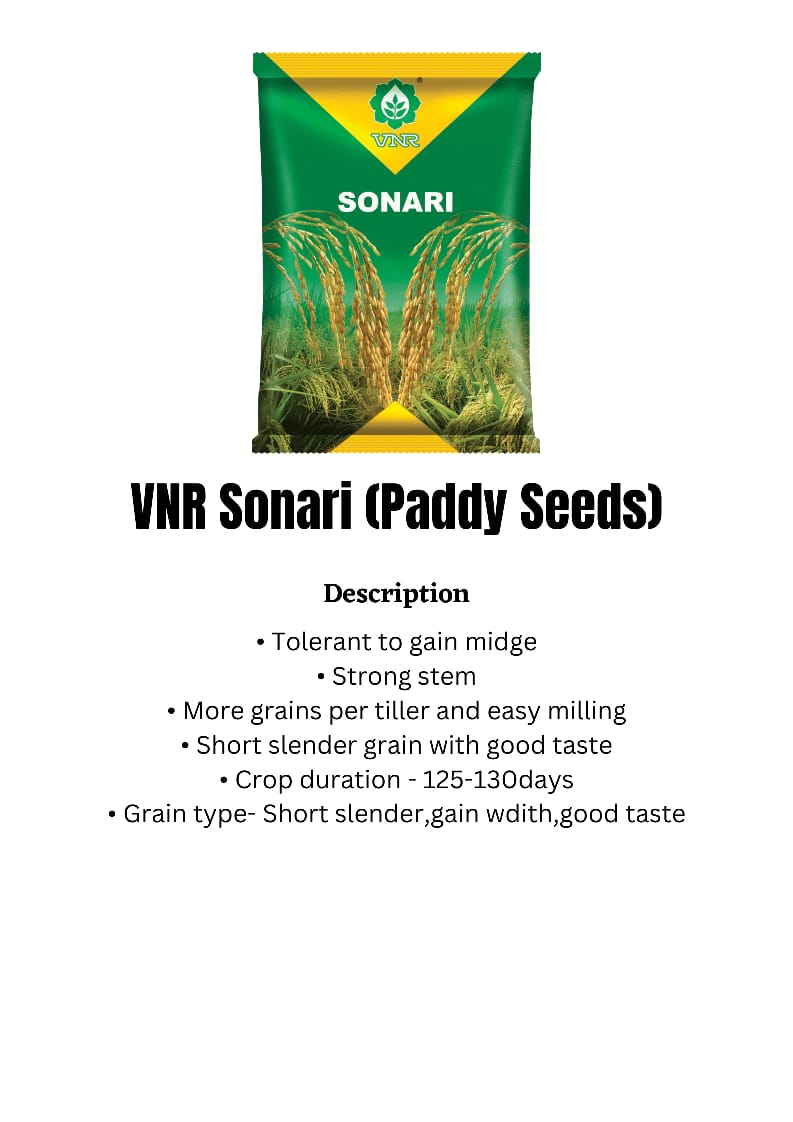 ®
VNR
SONARI
VNR Sonari (Paddy Seeds)
Description
• Tolerant to gain midge
• Strong stem
• More grains per tiller and easy milling
• Short slender grain with good taste
• Crop duration - 125-130days
• Grain type- Short slender,gain wdith,good taste